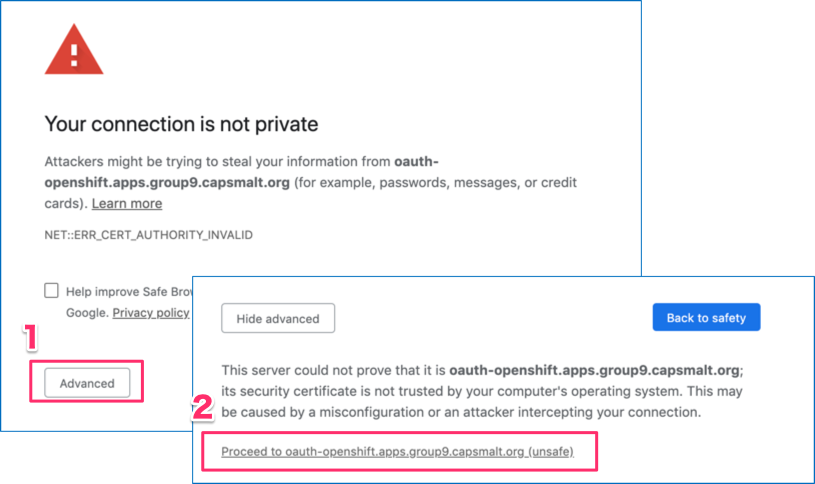 Your connection is not private
Attackers might be trying to steal your information from oauth-
openshift.apps.group9.capsmalt.org (for example, passwords, messages, or credit
cards). Learn more
NET::ERR_CERT_AUTHORITY_INVALID
Help improve Safe
Google. Privacy policy
1
Advanced
Hide advanced
Back to safety
This server could not prove that it is oauth-openshift.apps.group9.capsmalt.org;
its security certificate is not trusted by your computer's operating system. This may
be caused by a misconfiguration or an attacker intercepting your connection.
2
Proceed to oauth-openshift.apps.group9.capsmalt.org (unsafe)